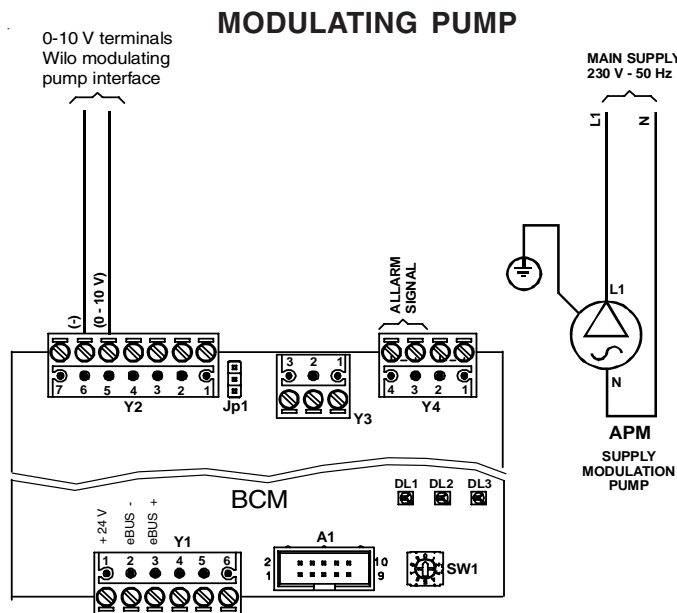 MODULATING PUMP
0-10 V terminals
Wilo modulating
pump interface
MAIN SUPPLY
230 V - 50 Hz
L1
N
(-)
(0 - 10 V)
ALLARM
SIGNAL
L1
N
7 6 5 4 3 2 1
Y2
Jp1
3 2 1
Y3
4 3 2 1
Y4
APM
SUPPLY
MODULATION
PUMP
BCM
DL1 DL2 DL3
+ 24 V
eBUS -
eBUS +
Y1
1 2 3 4 5 6
A1
2 10
1 9
SW1